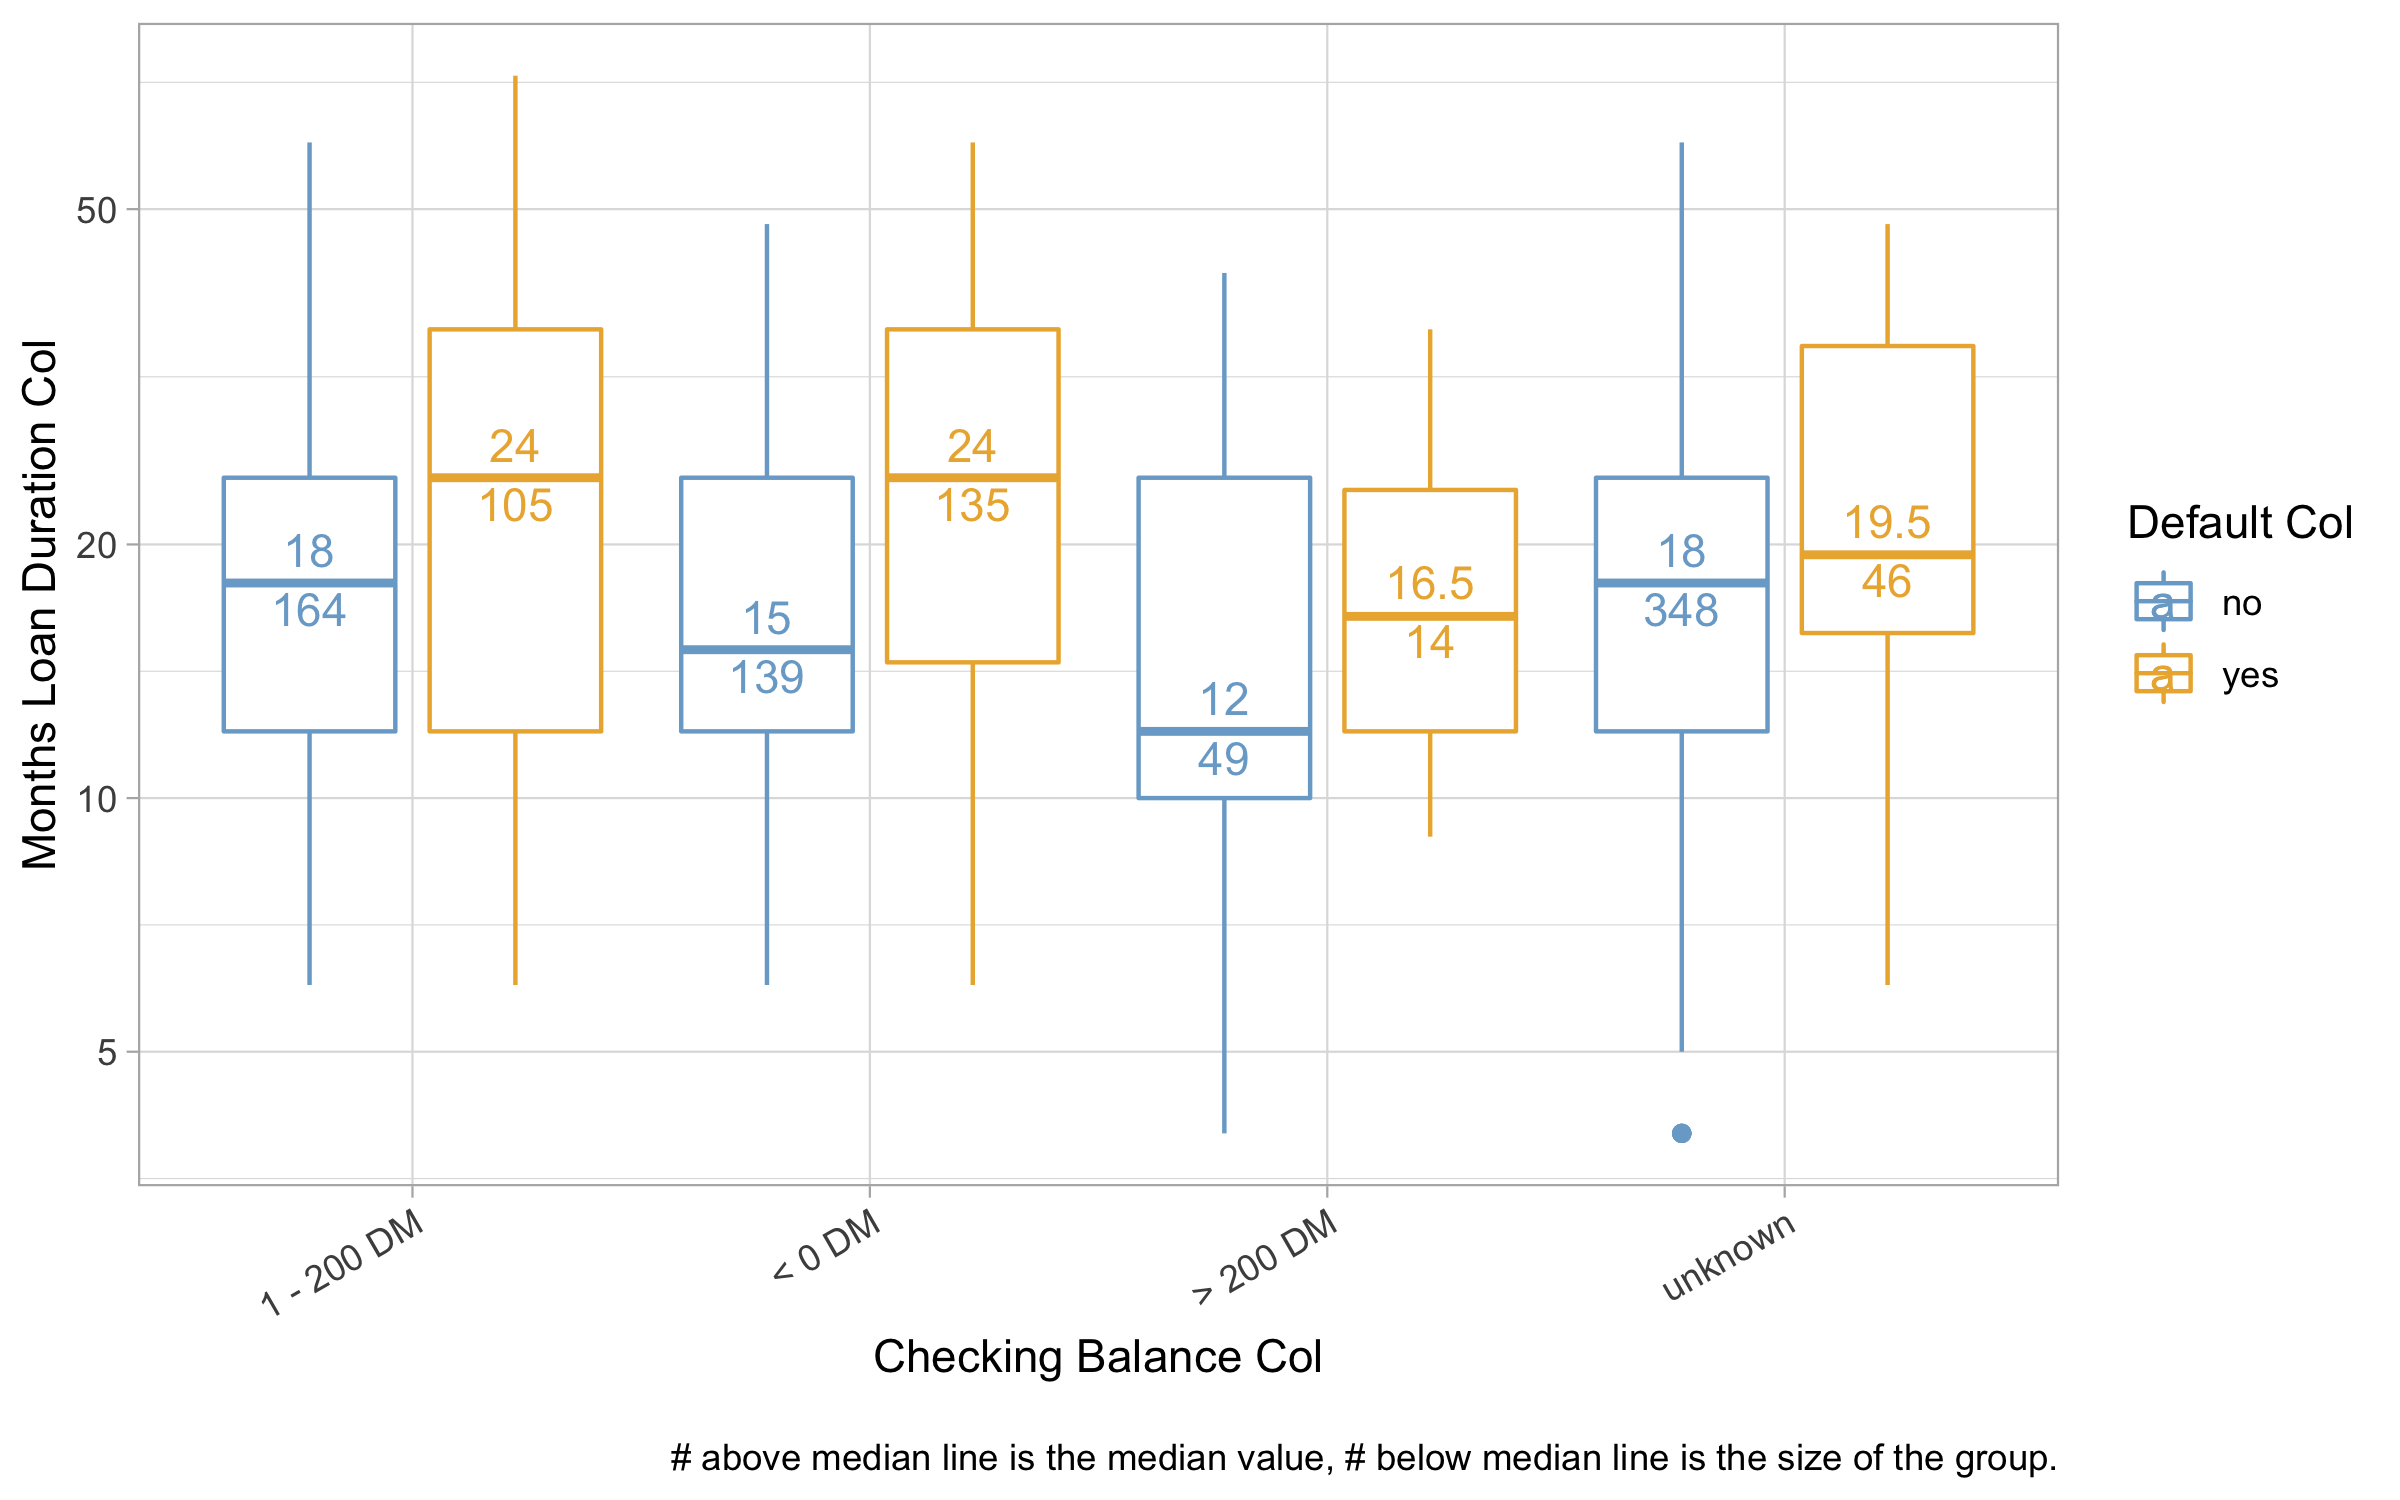 Months Loan Duration Col
50
20
10
5
18
164
24
105
15
139
24
135
12
49
16.5
14
18
348
19.5
46
1 - 200 DM
< 0 DM
> 200 DM
unknown
Checking Balance Col
Default Col
a no
a yes
# above median line is the median value, # below median line is the size of the group.